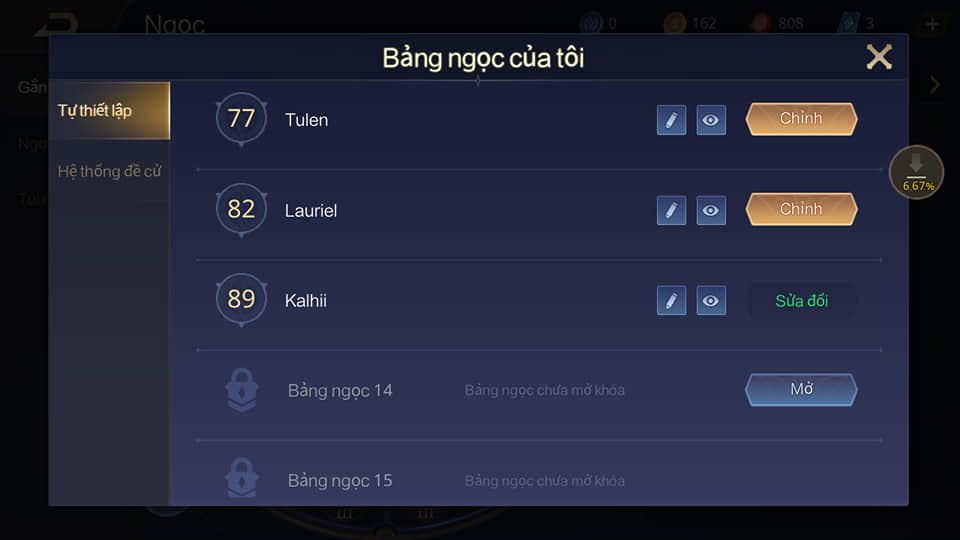 Ngọc
0
162
808
3
Bảng ngọc của tôi
Gắn
Tự thiết lập
77
Tulen
Chỉnh
Hệ thống đề cử
6,67%
82
Lauriel
Chỉnh
89
Kalhii
Sửa đổi
Bảng ngọc 14
Bảng ngọc chưa mở khóa
Mở
Bảng ngọc 15
Bảng ngọc chưa mở khóa
III
III